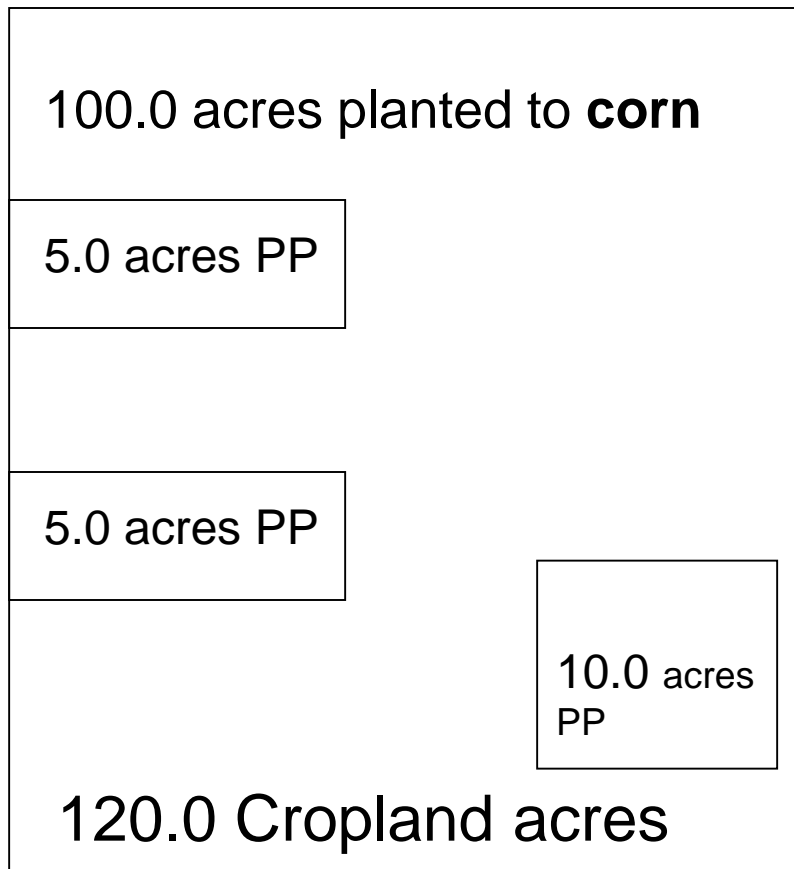 100.0 acres planted to corn
5.0 acres PP
5.0 acres PP
10.0 acres
PP
120.0 Cropland acres